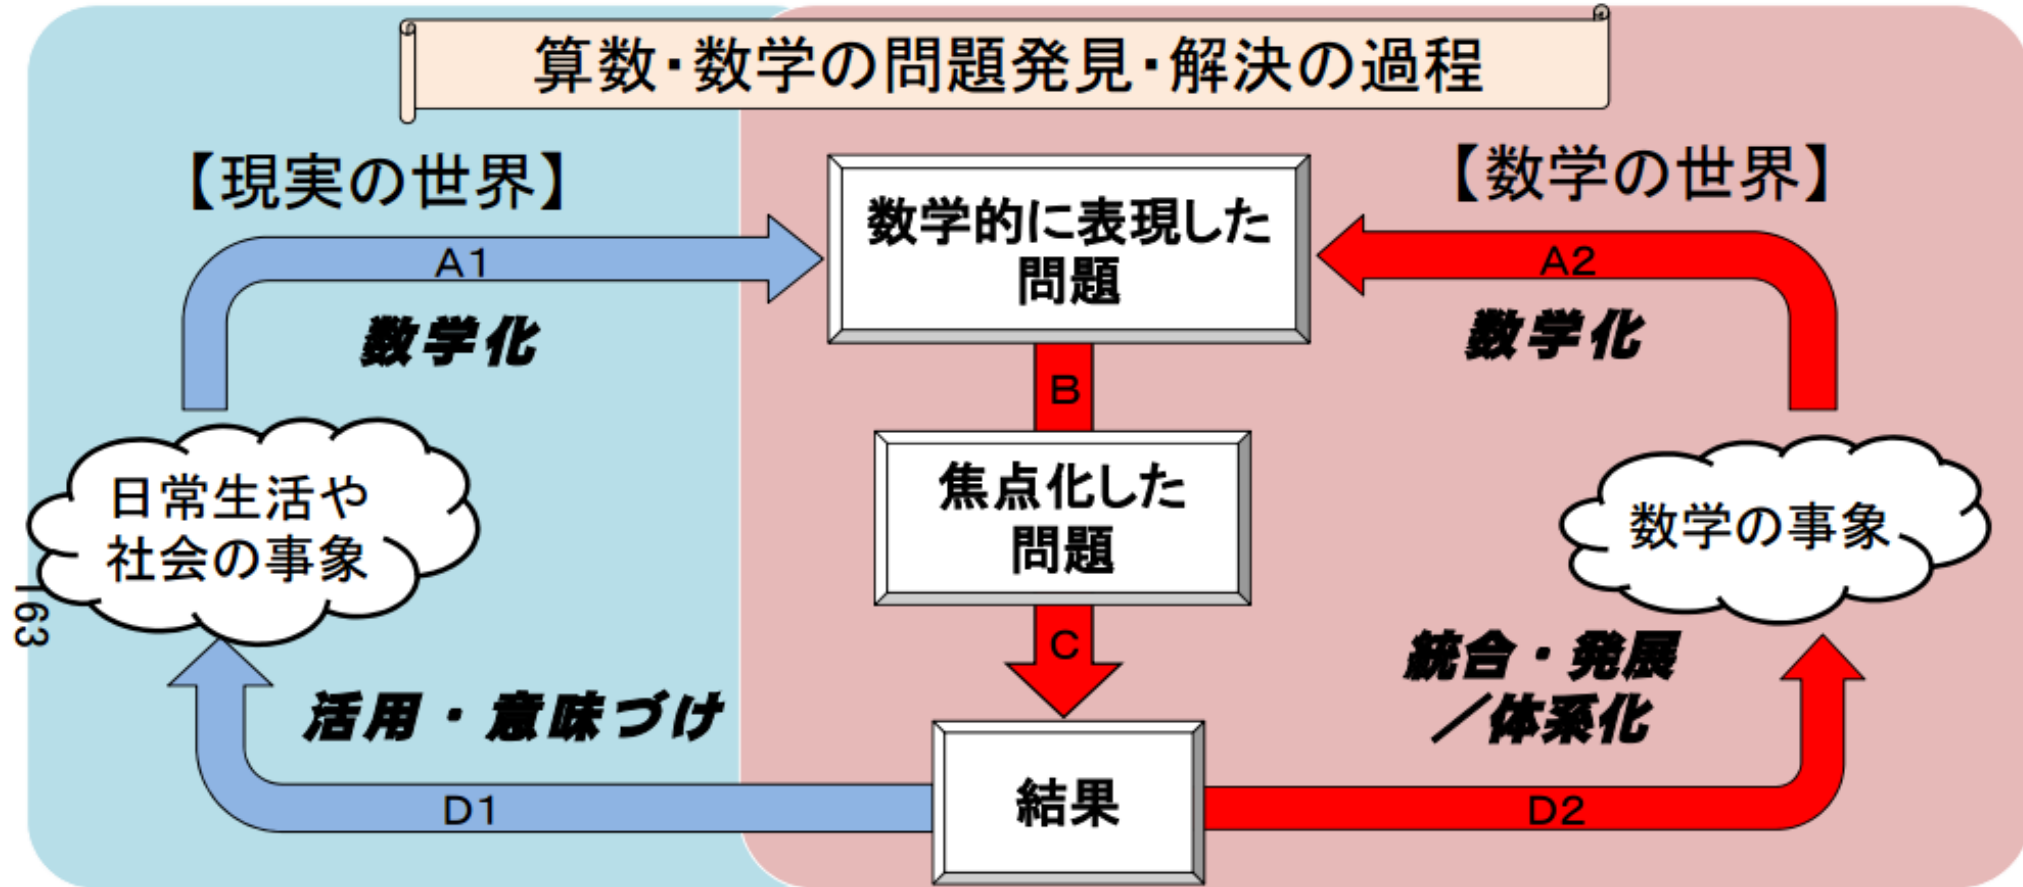 算数・数学の問題発見・解決の過程
【現実の世界】
【数学の世界】
数学的に表現した
問題
A1
A2
数学化
数学化
B
焦点化した
問題
日常生活や
社会の事象
数学の事象
63
C
統合・発展
／体系化
活用・意味づけ
結果
D1
D2